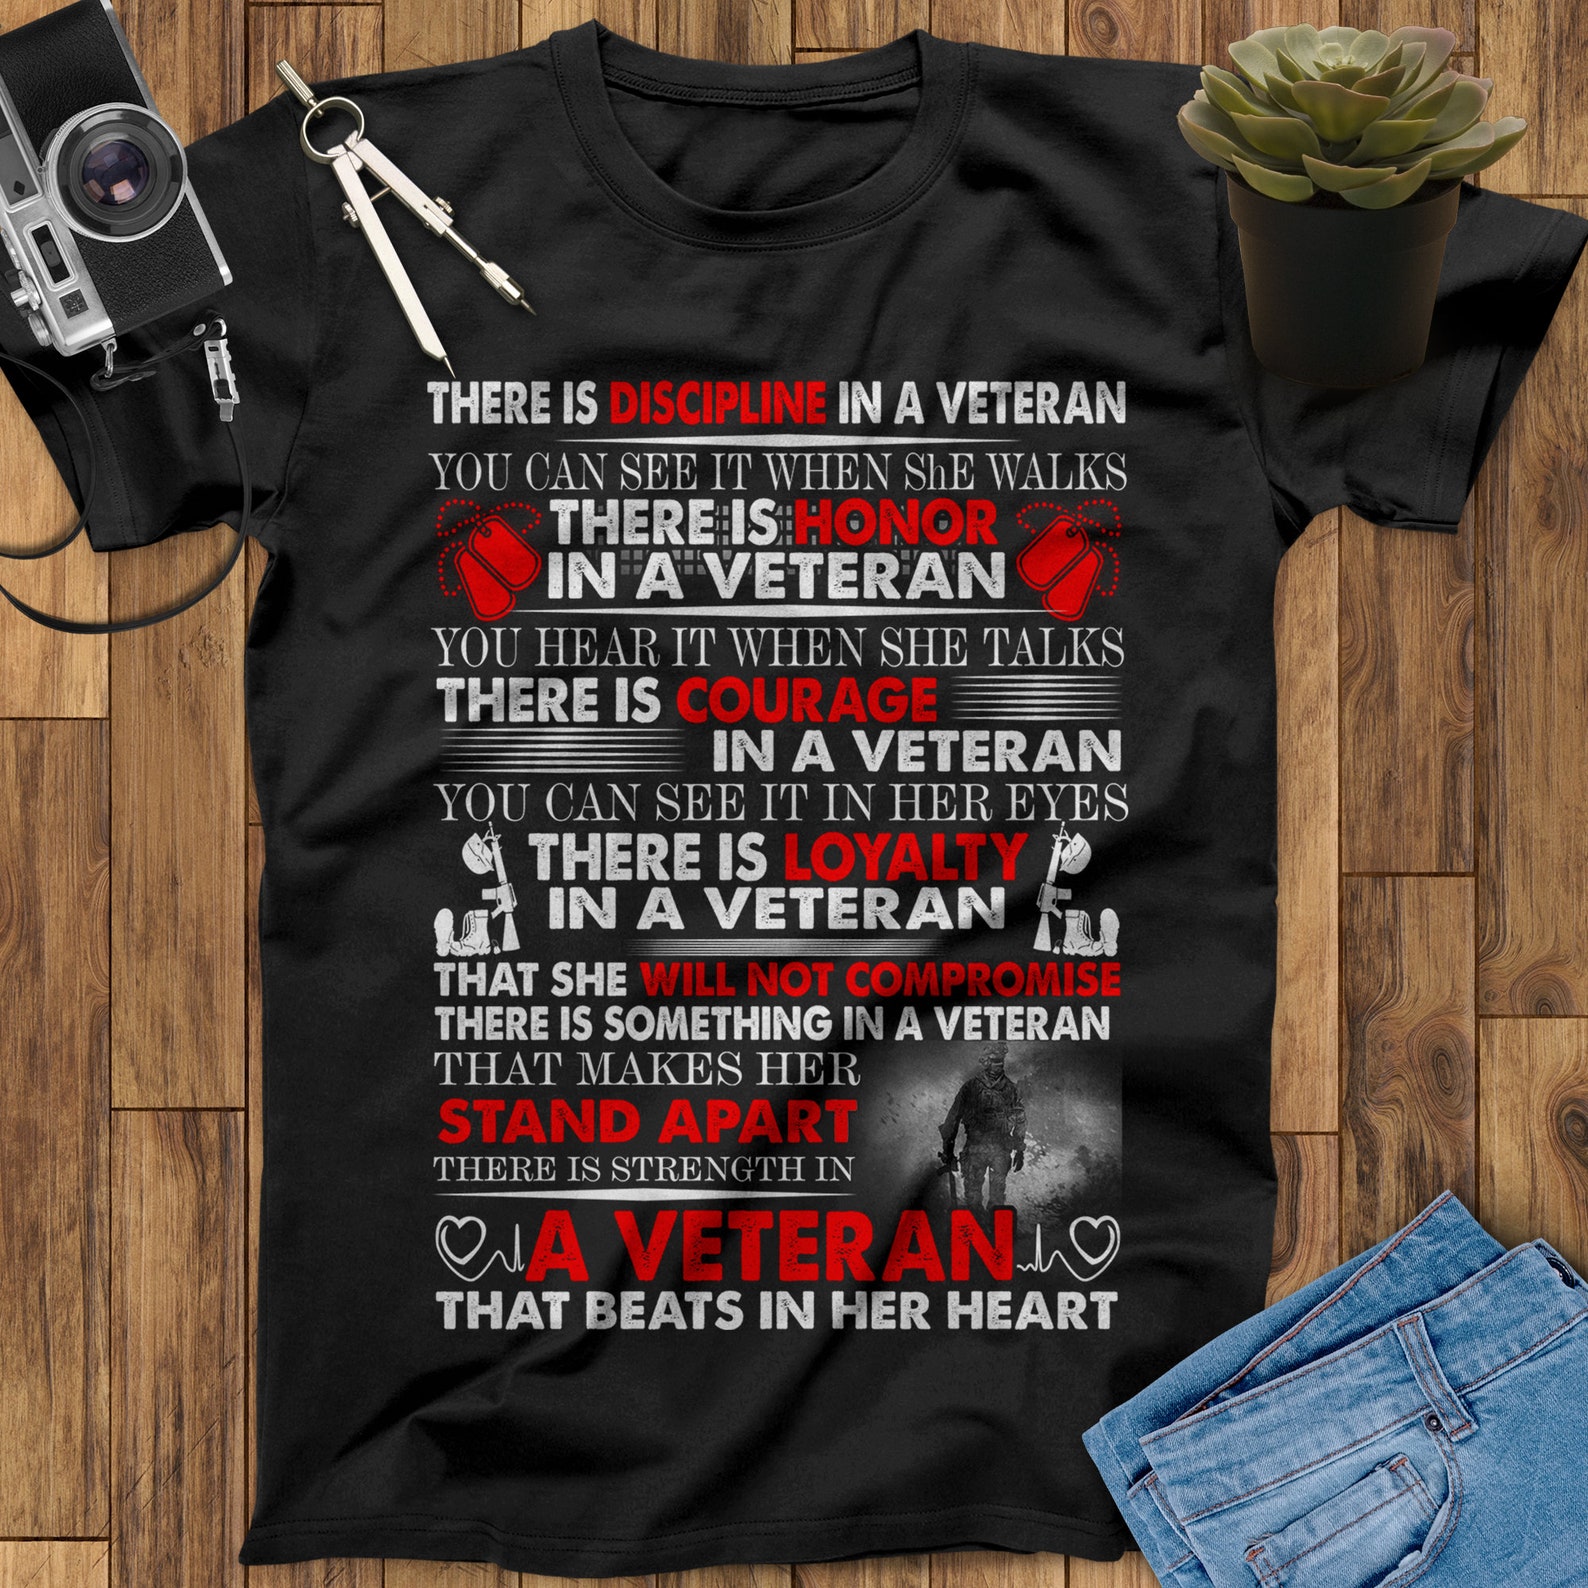 THERE IS DISCIPLINE IN A VETERAN
YOU CAN SEE IT WHEN ShE WALKS
THERE IS HONOR
IN A VETERAN
YOU HEAR IT WHEN SHE TALKS
THERE IS COURAGE
IN A VETERAN
YOU CAN SEE IT IN HER EYES
THERE IS LOYALTY
IN A VETERAN
THAT SHE WILL NOT COMPROMISE
THERE IS SOMETHING IN A VETERAN
THAT MAKES HER
STAND APART
THERE IS STRENGTH IN
A VETERAN
THAT BEATS IN HER HEART